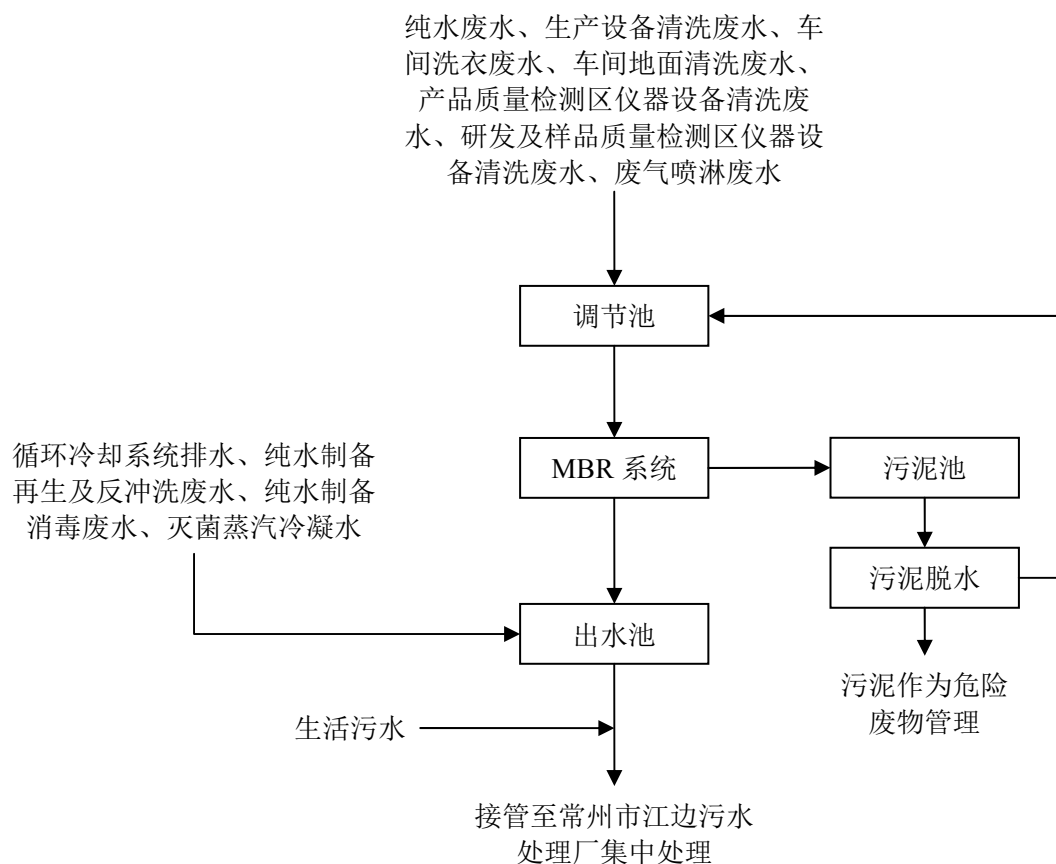 纯水废水、生产设备清洗废水、车
间洗衣废水、车间地面清洗废水、
产品质量检测区仪器设备清洗废
水、研发及样品质量检测区仪器设
备清洗废水、废气喷淋废水
调节池
循环冷却系统排水、纯水制备
再生及反冲洗废水、纯水制备
消毒废水、灭菌蒸汽冷凝水
MBR 系统
污泥池
污泥脱水
出水池
污泥作为危险
废物管理
生活污水
接管至常州市江边污水
处理厂集中处理